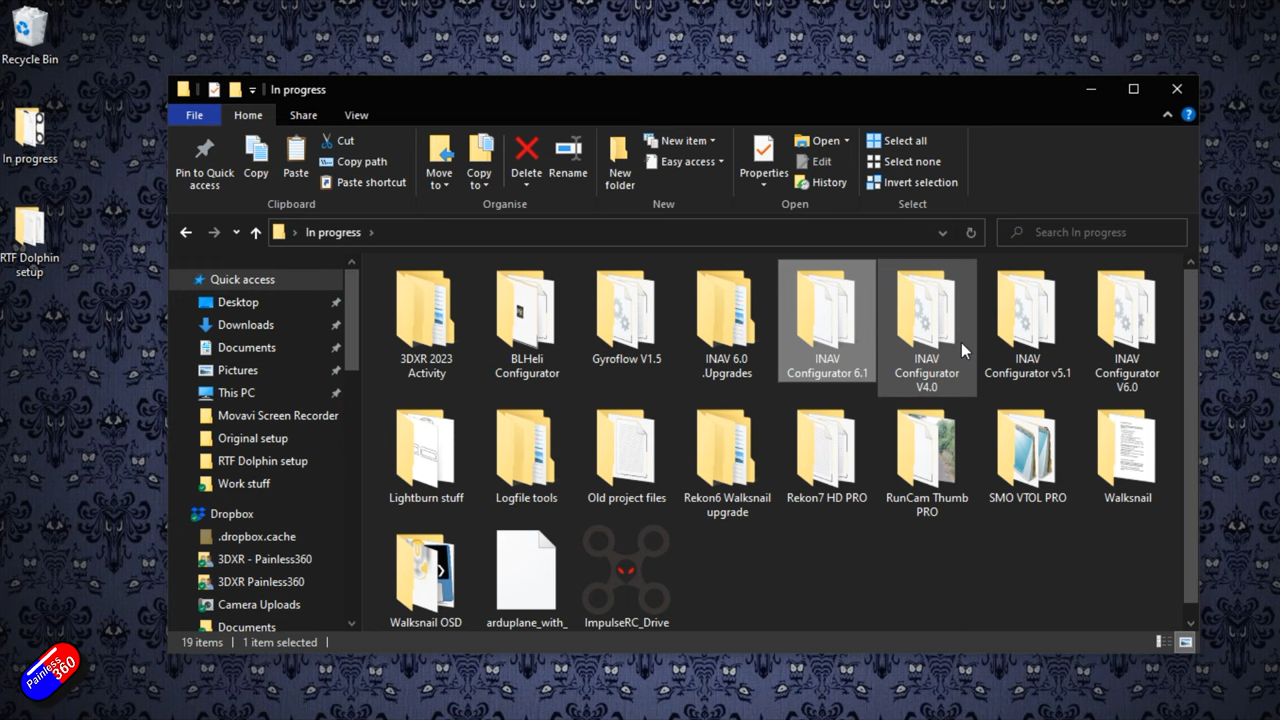 Recycle Bin
In progress
RTF Dolphin
setup
In progress
File
Home
Share
View
Pin to Quick
access
Copy
Paste
Cut
Copy path
Paste shortcut
Clipboard
Move
to
Copy
to
Delete
Rename
Organise
New
folder
New item
Easy access
New
Properties
Open
Edit
History
Open
Select all
Select none
Invert selection
Select
In progress
Search In progress
Quick access
Desktop
Downloads
Documents
Pictures
This PC
Movavi Screen Recorder
Original setup
RTF Dolphin setup
Work stuff
Dropbox
.dropbox.cache
3DXR - Painless360
3DXR Painless360
Camera Uploads
Documents
3DXR 2023
Activity
BLHeli
Configurator
Gyroflow V1.5
INAV 6.0
.Upgrades
INAV
Configurator 6.1
INAV
Configurator
V4.0
INAV
Configurator v5.1
INAV
Configurator
V6.0
Lightburn stuff
Logfile tools
Old project files
Rekon6 Walksnail
upgrade
Rekon7 HD PRO
RunCam Thumb
PRO
SMO VTOL PRO
Walksnail
Walksnail OSD
arduplane_with_
ImpulseRC_Drive
19 items
1 item selected
Painless
360